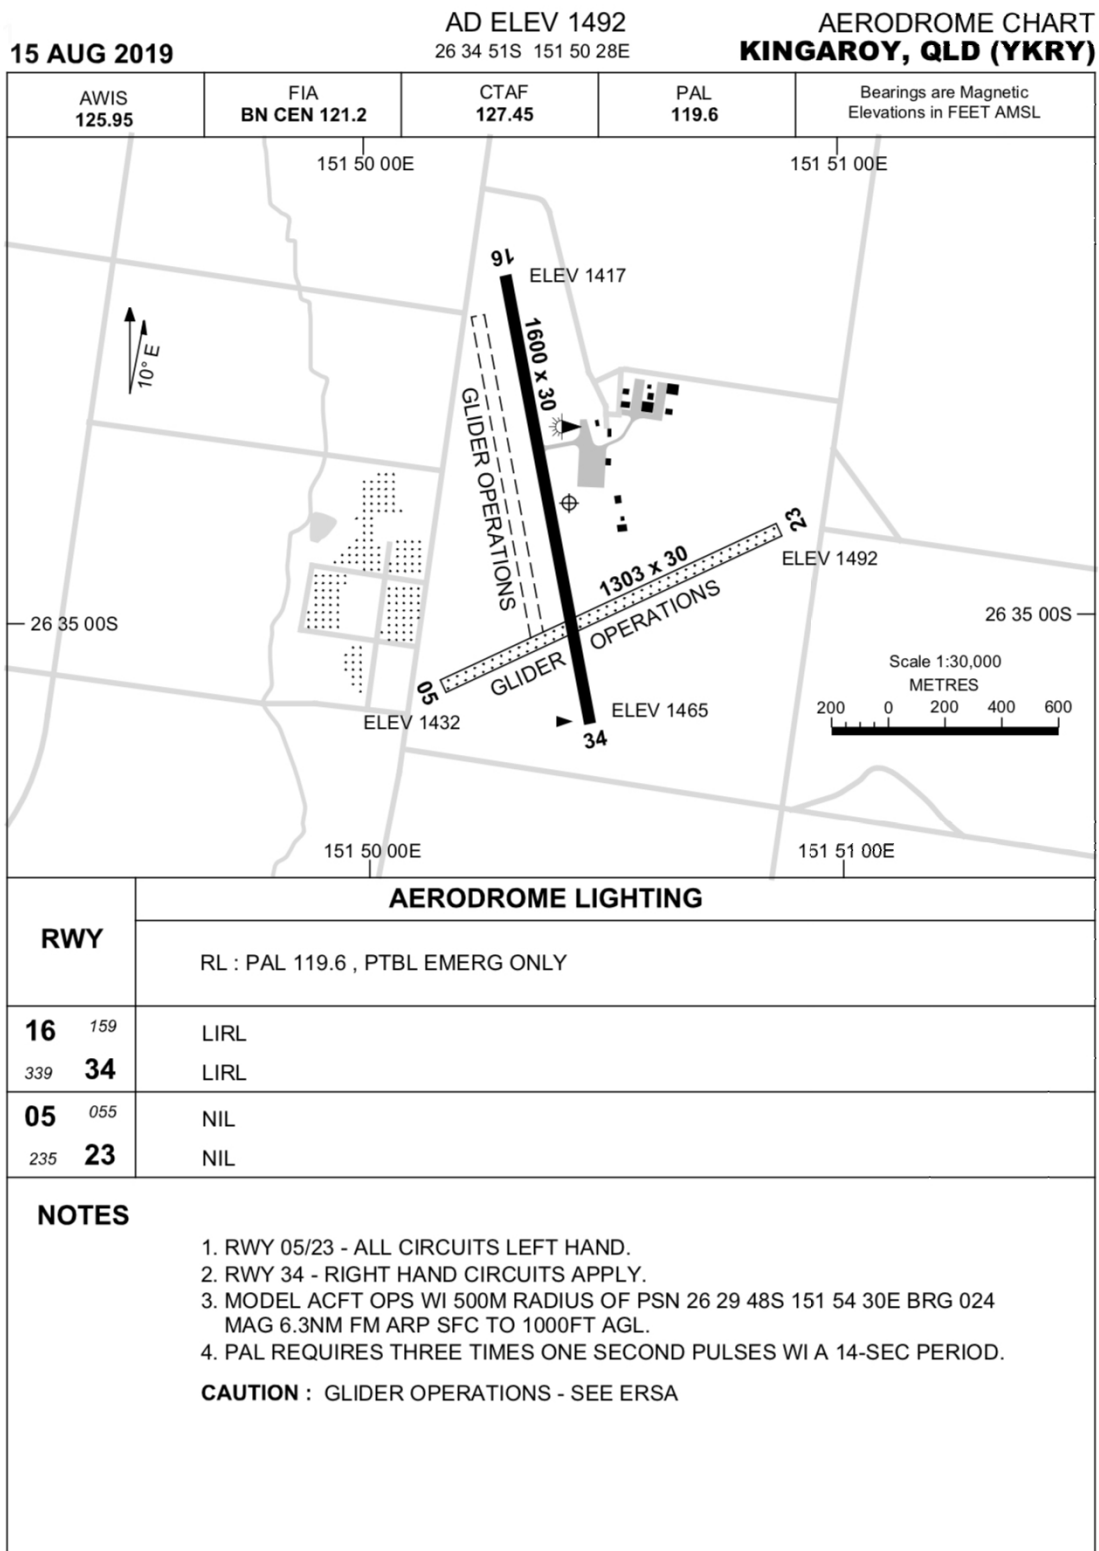 AD ELEV 1492
AERODROME CHART
15 AUG 2019
26 34 51S 151 50 28E
KINGAROY, QLD (YKRY)
AWIS
125.95
FIA
BN CEN 121.2
CTAF
127.45
PAL
119.6
Bearings are Magnetic
Elevations in FEET AMSL
151 50 00E
151 51 00E
16
ELEV 1417
1600 x 30
10° E
GLIDER OPERATIONS
23
ELEV 1492
1303 x 30
GLIDER OPERATIONS
26 35 00S
26 35 00S
05
ELEV 1432
ELEV 1465
34
Scale 1:30,000
METRES
200 0 200 400 600
151 50 00E
151 51 00E
RWY
AERODROME LIGHTING
RL : PAL 119.6 , PTBL EMERG ONLY
16 159 LIRL
339 34 LIRL
05 055 NIL
235 23 NIL
NOTES
1. RWY 05/23 - ALL CIRCUITS LEFT HAND.
2. RWY 34 - RIGHT HAND CIRCUITS APPLY.
3. MODEL ACFT OPS WI 500M RADIUS OF PSN 26 29 48S 151 54 30E BRG 024
MAG 6.3NM FM ARP SFC TO 1000FT AGL.
4. PAL REQUIRES THREE TIMES ONE SECOND PULSES WI A 14-SEC PERIOD.
CAUTION : GLIDER OPERATIONS - SEE ERSA